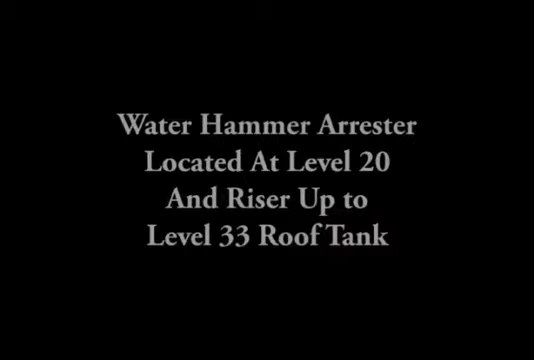 Water Hammer Arrester
Located At Level 20
And Riser Up to
Level 33 Roof Tank